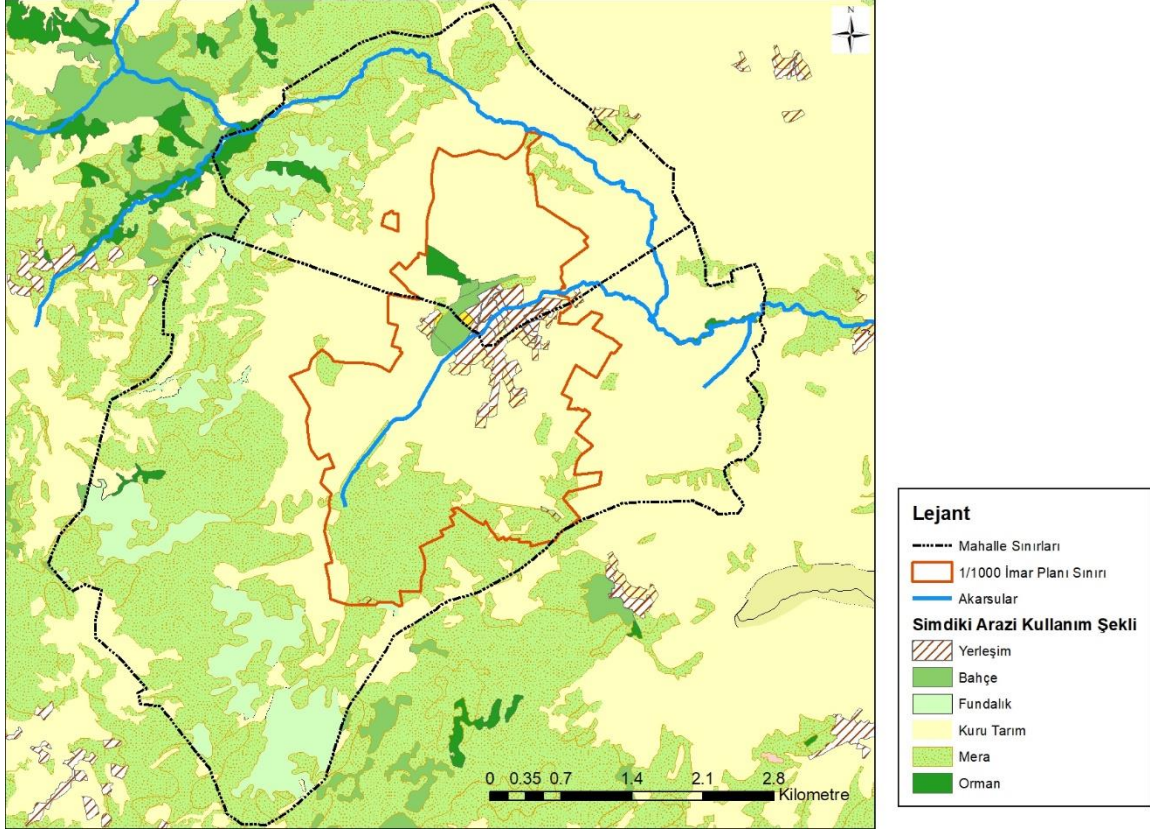 N
0 0.35 0.7 1.4 2.1 2.8
Kilometre
Lejant
Mahalle Sınırları
1/1000 İmar Planı Sınırı
Akarsular
Simdiki Arazi Kullanım Şekli
Yerleşim
Bahçe
Fundalık
Kuru Tarım
Mera
Orman